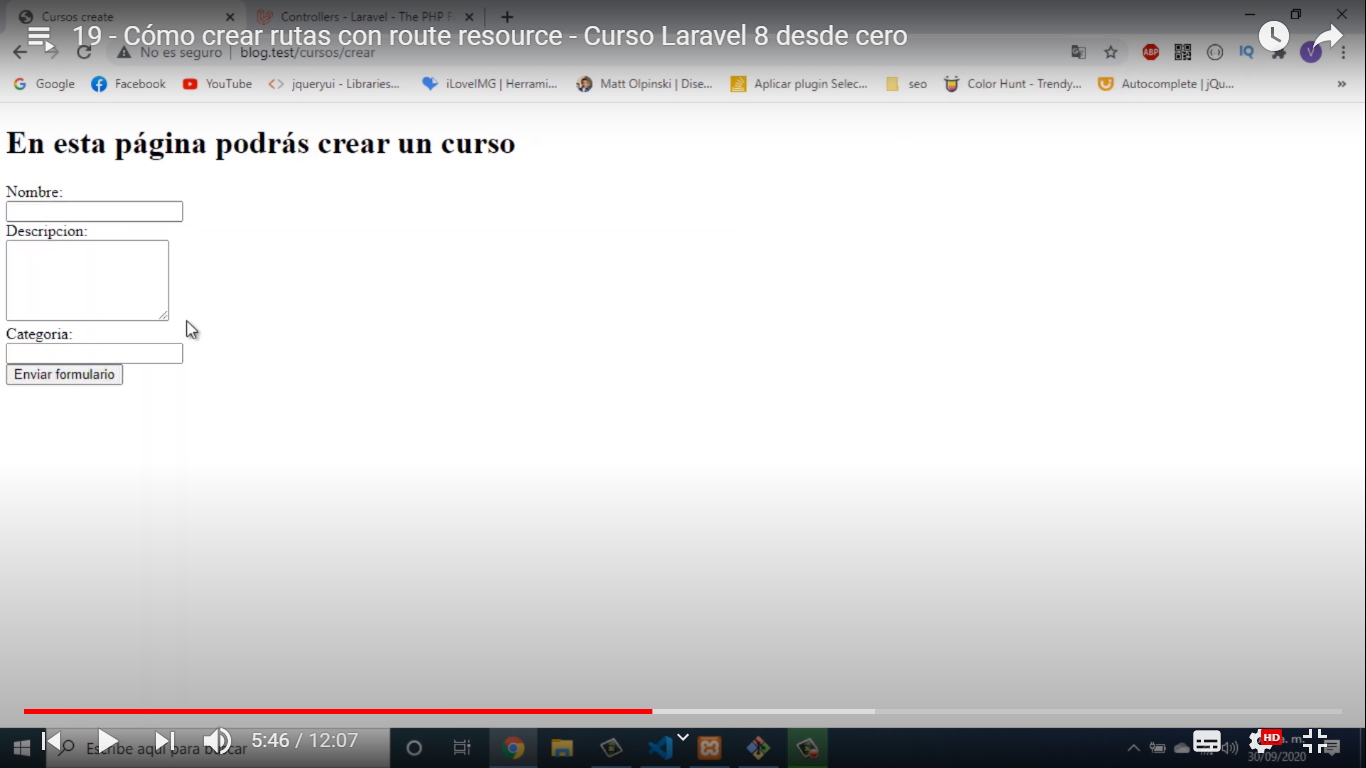 Cursos create
Controllers - Laravel - The PHP F
19 - Cómo crear rutas con route resource - Curso Laravel 8 desde cero
No es seguro | blog.test/cursos/crear
ABP
IQ
V
Google
Facebook
YouTube
jqueryui - Libraries...
iLoveIMG | Herrami...
Matt Olpinski | Dise...
Aplicar plugin Selec...
seo
Color Hunt - Trendy...
Autocomplete | jQu...
»
En esta página podrás crear un curso
Nombre:
Descripcion:
Categoria:
Enviar formulario
5:46 / 12:07
Escribe aquí para buscar
HD
a. m.
30/09/2020